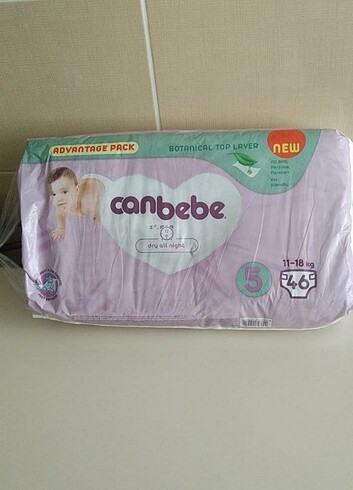 ADVANTAGE PACK
BOTANICAL TOP LAYER
NEW
canbebe
dry all night
5
11-18 kg
46